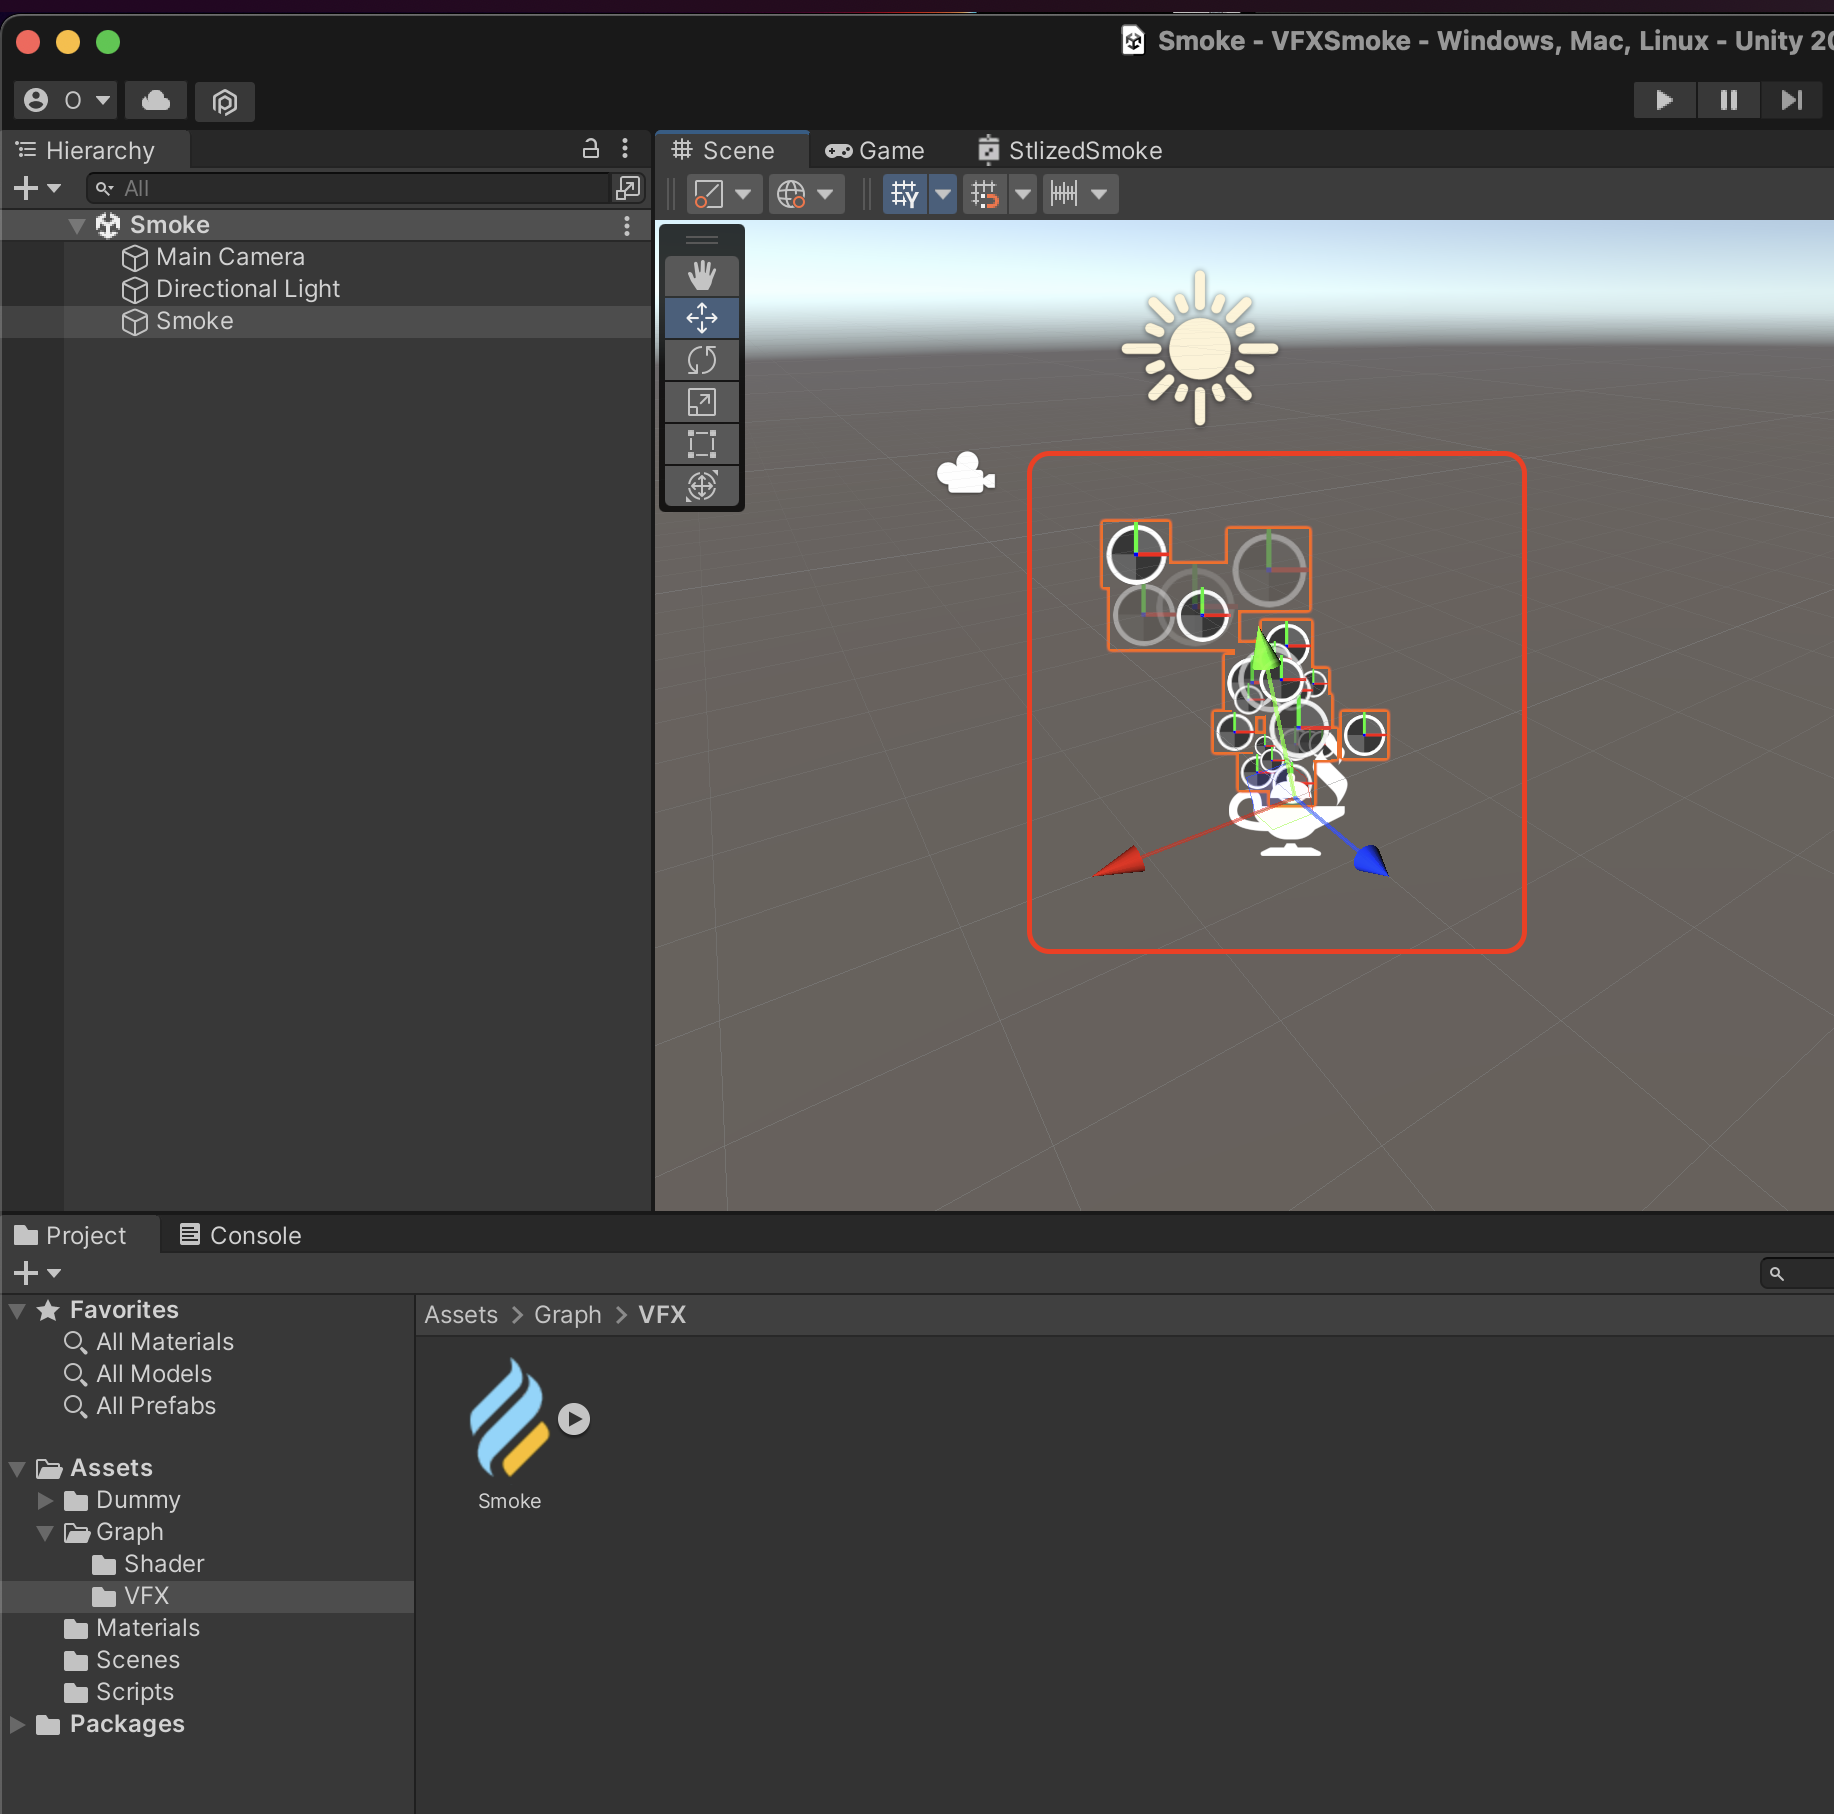 Smoke - VFXSmoke - Windows, Mac, Linux - Unity 20
O
Hierarchy
All
Smoke
Main Camera
Directional Light
Smoke
Scene
Game
StlizedSmoke
Project
Console
Favorites
All Materials
All Models
All Prefabs
Assets
Dummy
Graph
Shader
VFX
Materials
Scenes
Scripts
Packages
Assets > Graph > VFX
Smoke